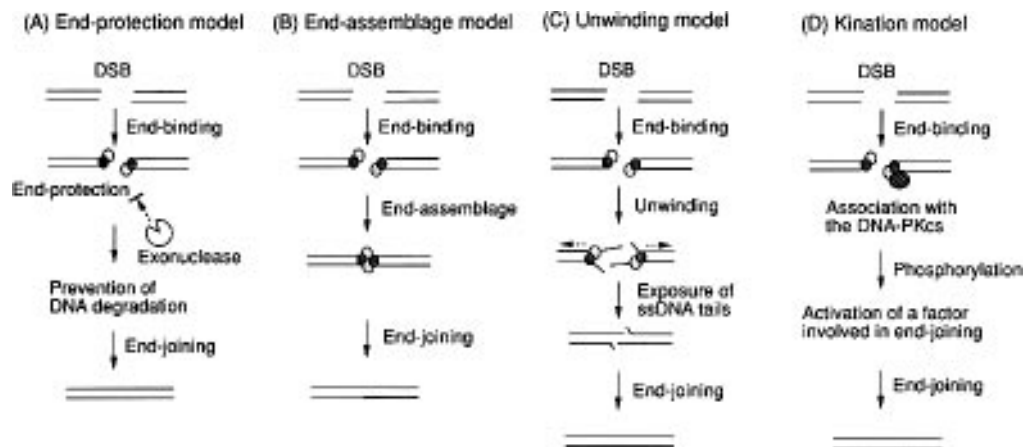 (A) End-protection model
DSB
End-binding
End-protection
Exonuclease
Prevention of
DNA degradation
End-joining
(B) End-assemblage model
DSB
End-binding
End-assemblage
End-joining
(C) Unwinding model
DSB
End-binding
Unwinding
Exposure of
ssDNA tails
End-joining
(D) Kination model
DSB
End-binding
Association with
the DNA-PKcs
Phosphorylation
Activation of a factor
involved in end-joining
End-joining